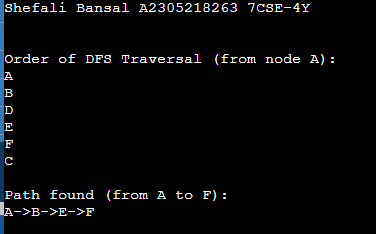 Shefali Bansal A2305218263 7CSE-4Y
Order of DFS Traversal (from node A):
A
B
D
E
F
C
Path found (from A to F):
A->B->E->F